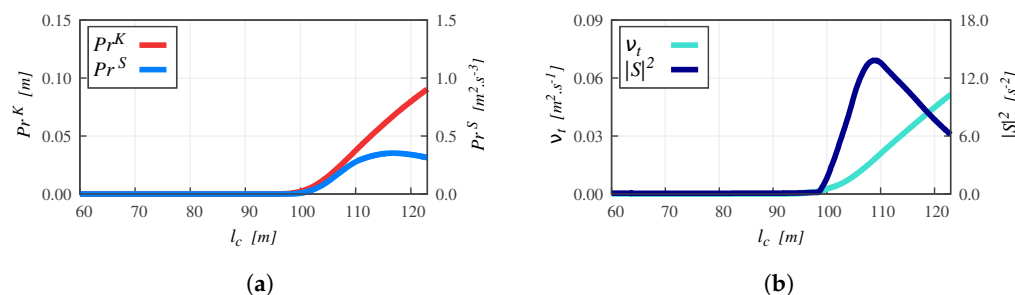 0.15
0.10
0.05
0.00
Pr^K [m]
Pr^K
Pr^S
1.5
1.0
0.5
0.0
Pr^S [m^2.s^-3]
60 70 80 90 100 110 120
l_c [m]
(a)
0.09
0.06
0.03
0.00
ν_t [m^2.s^-1]
ν_t
|S|^2
18.0
12.0
6.0
0.0
|S|^2 [s^-2]
60 70 80 90 100 110 120
l_c [m]
(b)